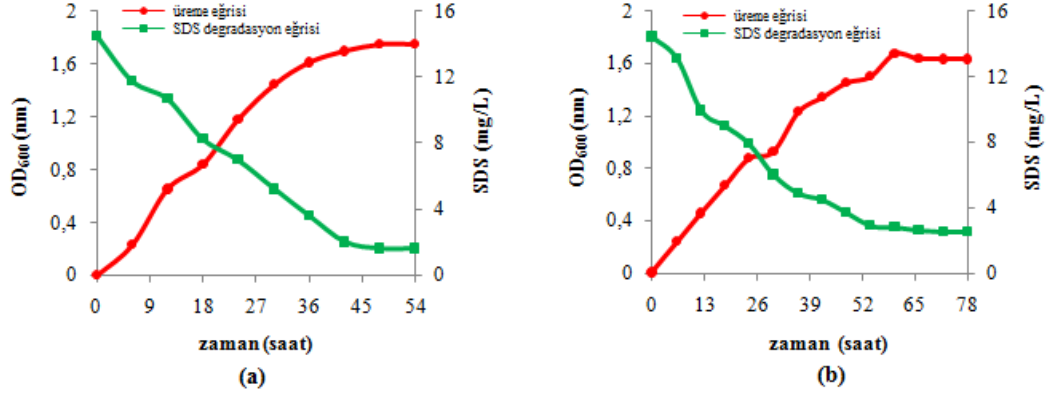 üreme eğrisi
SDS degradasyon eğrisi
OD600 (nm)
2
1,6
1,2
0,8
0,4
0
16
12
8
4
0
SDS (mg/L)
0 9 18 27 36 45 54
zaman (saat)
(a)
üreme eğrisi
SDS degradasyon eğrisi
OD600 (nm)
2
1,6
1,2
0,8
0,4
0
16
12
8
4
0
SDS (mg/L)
0 13 26 39 52 65 78
zaman (saat)
(b)